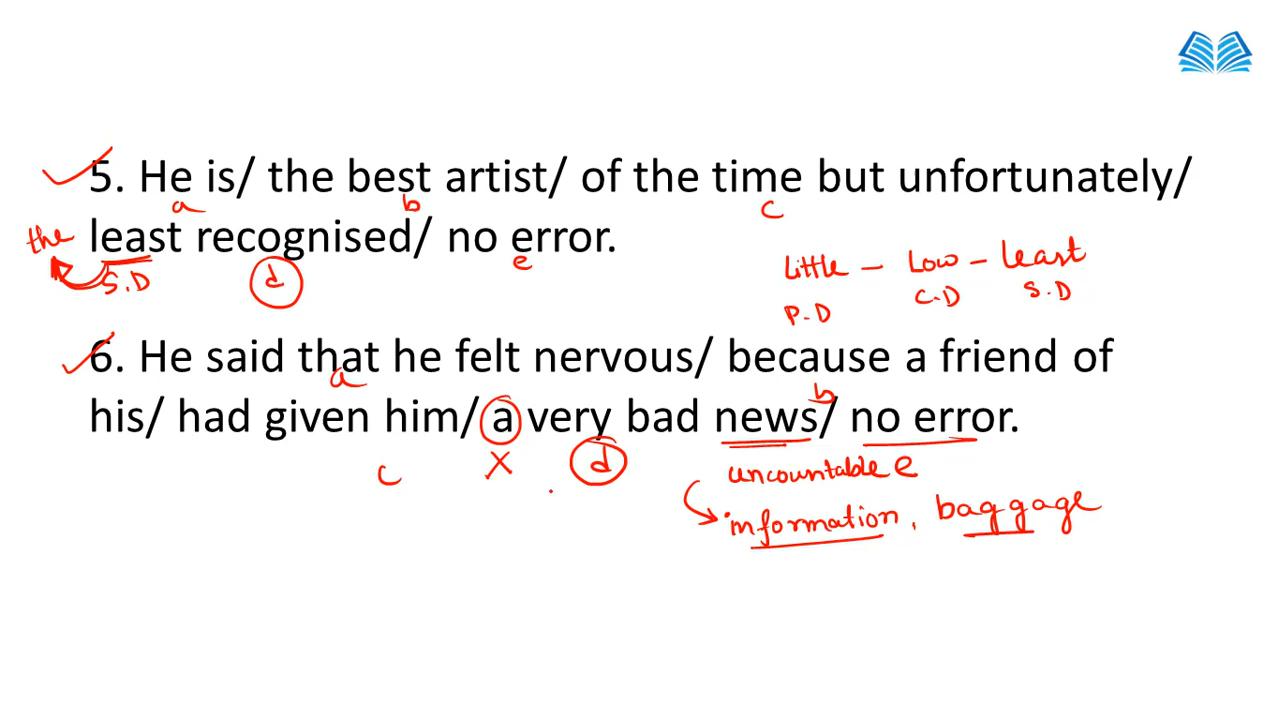 5. He is/ the best artist/ of the time but unfortunately/
a b c
the least recognised/ no error.
S.D d e
Little - Low - Least
P.D C.D S.D
6. He said that he felt nervous/ because a friend of
a b
his/ had given him/ a very bad news/ no error.
c X d uncountable e
information, baggage